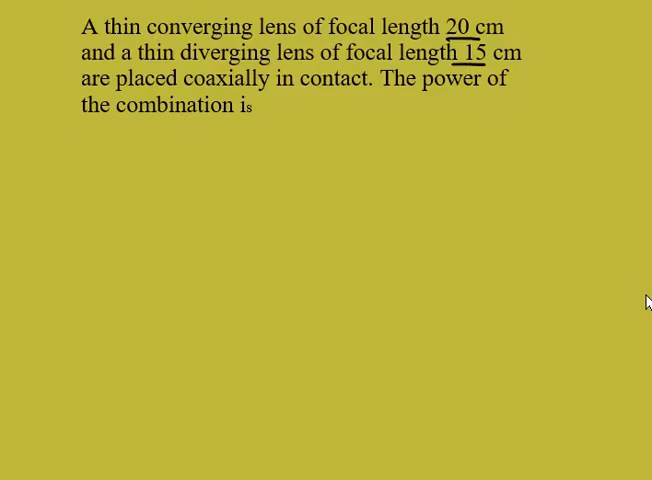 A thin converging lens of focal length 20 cm
and a thin diverging lens of focal length 15 cm
are placed coaxially in contact. The power of
the combination is